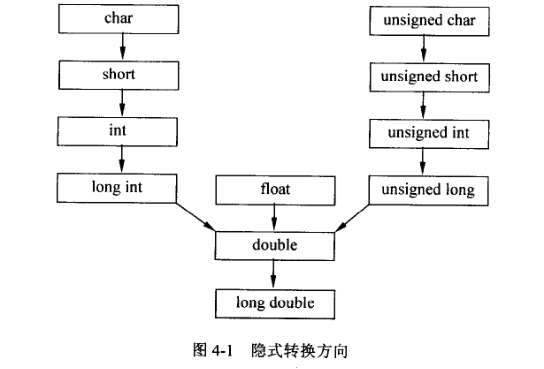 char
unsigned char
short
unsigned short
int
unsigned int
long int
float
unsigned long
double
long double
图 4-1 隐式转换方向